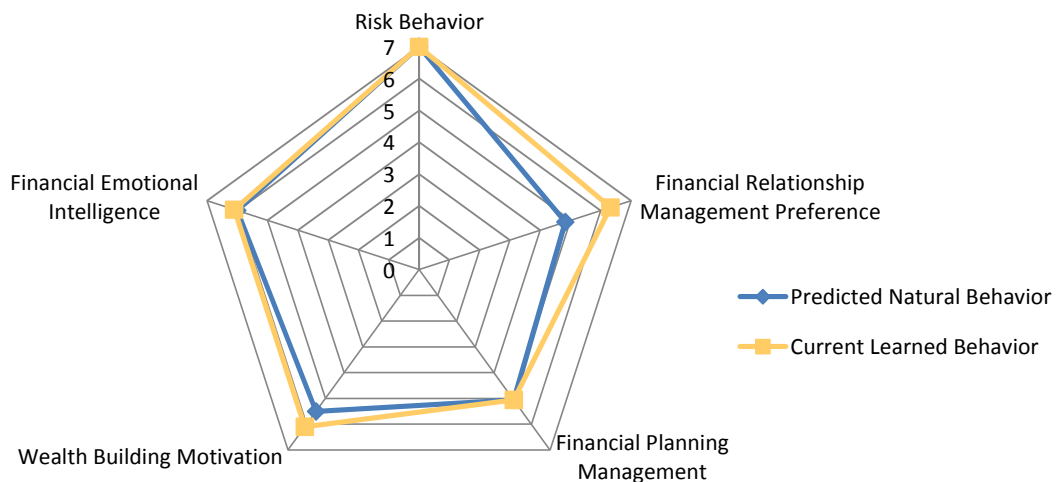 Risk Behavior
7
6
5
4
3
2
1
0
Financial Emotional
Intelligence
Financial Relationship
Management Preference
Predicted Natural Behavior
Current Learned Behavior
Wealth Building Motivation
Financial Planning
Management